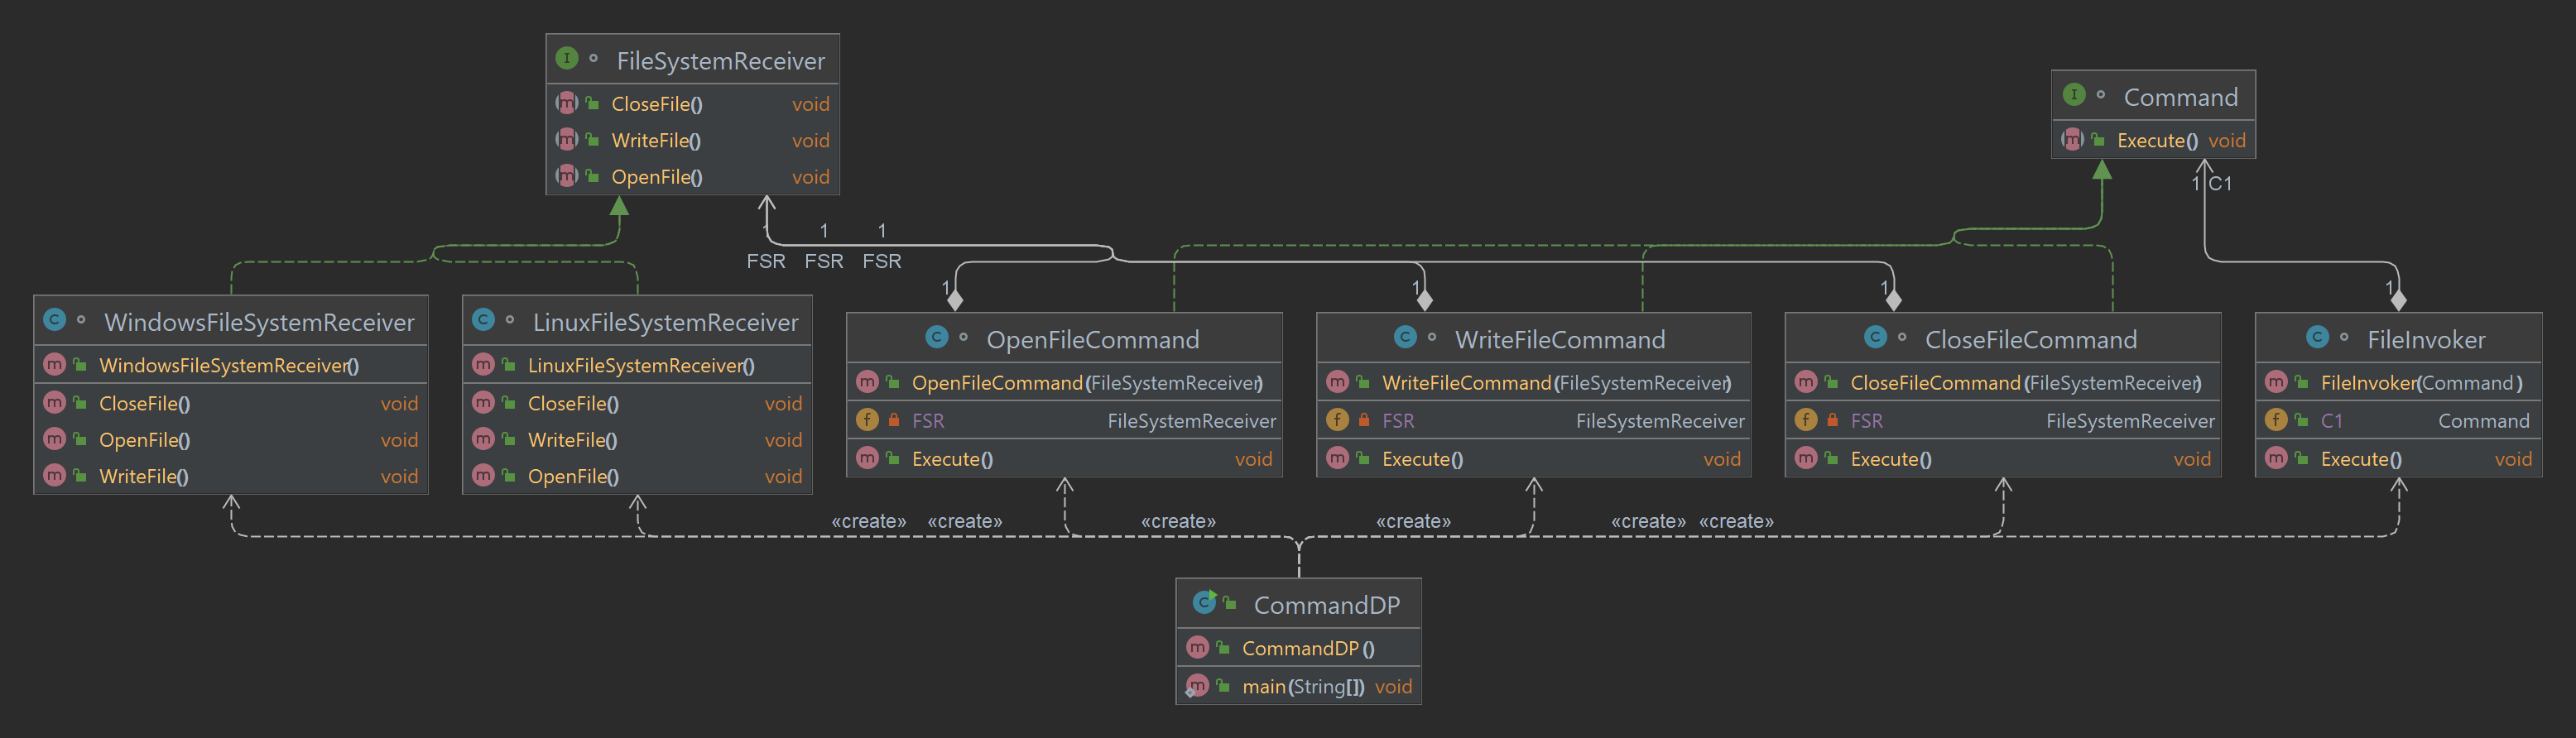 FileSystemReceiver
CloseFile() void
WriteFile() void
OpenFile() void
Command
Execute() void
1 C1
1 1 1
FSR FSR FSR
1 1 1 1
WindowsFileSystemReceiver
WindowsFileSystemReceiver()
CloseFile() void
OpenFile() void
WriteFile() void
LinuxFileSystemReceiver
LinuxFileSystemReceiver()
CloseFile() void
WriteFile() void
OpenFile() void
OpenFileCommand
OpenFileCommand(FileSystemReceiver)
FSR FileSystemReceiver
Execute() void
WriteFileCommand
WriteFileCommand(FileSystemReceiver)
FSR FileSystemReceiver
Execute() void
CloseFileCommand
CloseFileCommand(FileSystemReceiver)
FSR FileSystemReceiver
Execute() void
FileInvoker
FileInvoker(Command)
C1 Command
Execute() void
«create» «create» «create» «create» «create» «create»
CommandDP
CommandDP()
main(String[]) void